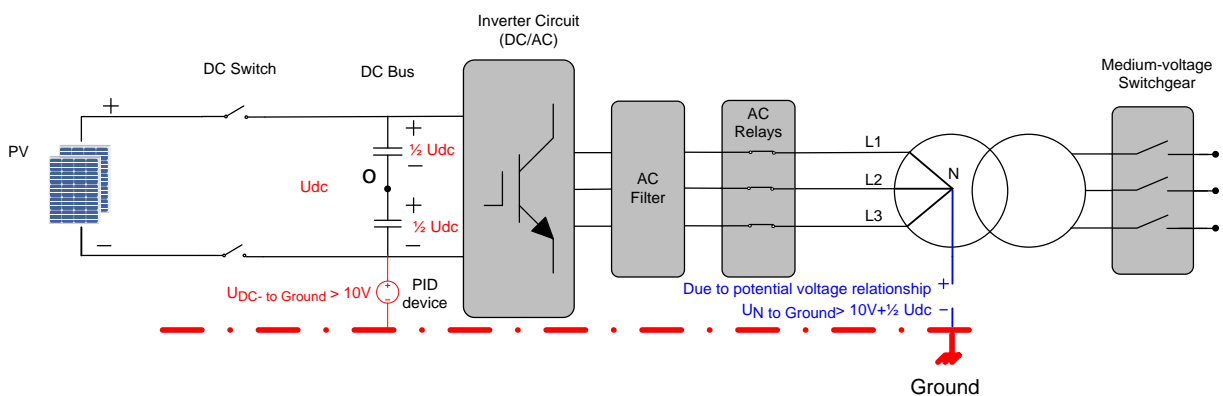 Inverter Circuit
(DC/AC)
DC Switch
DC Bus
Medium-voltage
Switchgear
PV
+
−
+
½ Udc
−
Udc
O
+
½ Udc
−
AC
Filter
AC
Relays
L1
L2
L3
N
UDC- to Ground > 10V
+
−
PID
device
Due to potential voltage relationship
+
UN to Ground> 10V+½ Udc
−
Ground